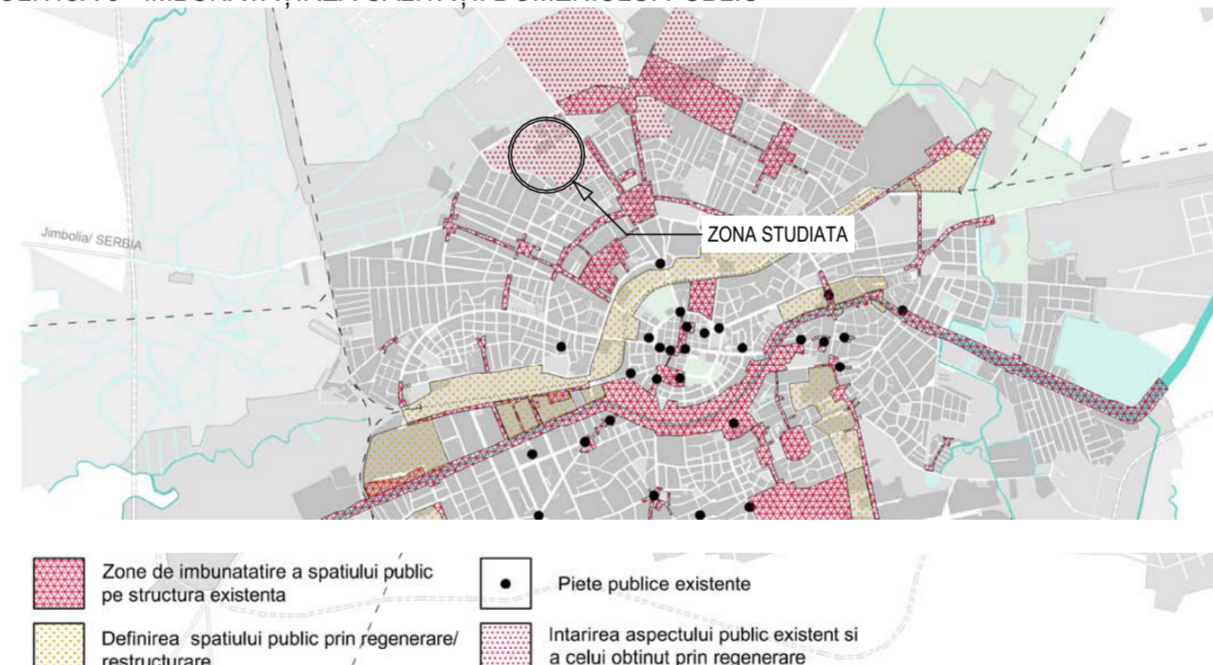 Jimbolia/ SERBIA
ZONA STUDIATA
Zone de imbunatatire a spatiului public
pe structura existenta
Piete publice existente
Definirea spatiului public prin regenerare/
restructurare
Intarirea aspectului public existent si
a celui obtinut prin regenerare